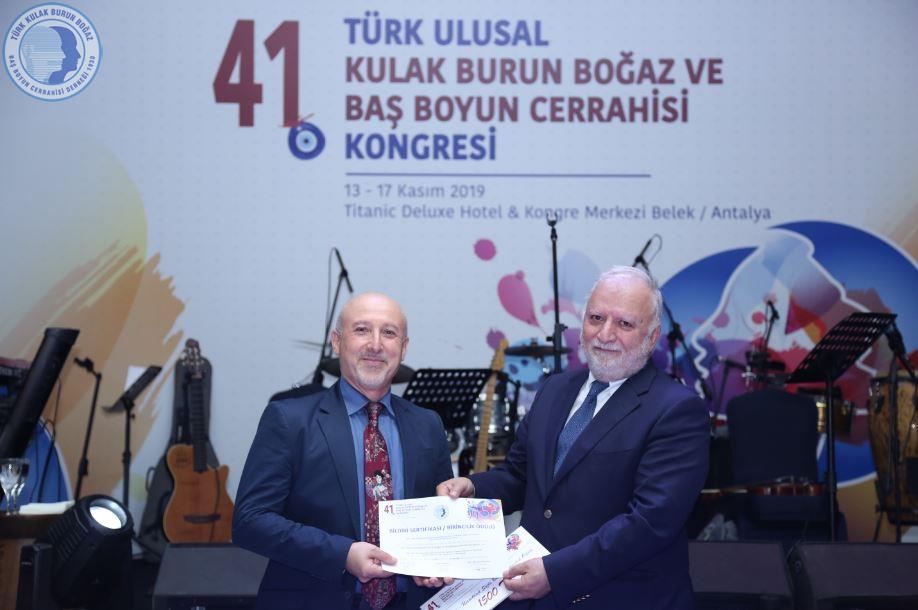 TÜRK KULAK BURUN BOĞAZ
BAŞ BOYUN CERRAHİSİ DERNEĞİ 1930
41.
TÜRK ULUSAL
KULAK BURUN BOĞAZ VE
BAŞ BOYUN CERRAHİSİ
KONGRESİ
13 - 17 Kasım 2019
Titanic Deluxe Hotel & Kongre Merkezi Belek / Antalya
41
BİLDİRİ SERTİFİKASI / BİRİNCİLİK ÖDÜLÜ
41
1500